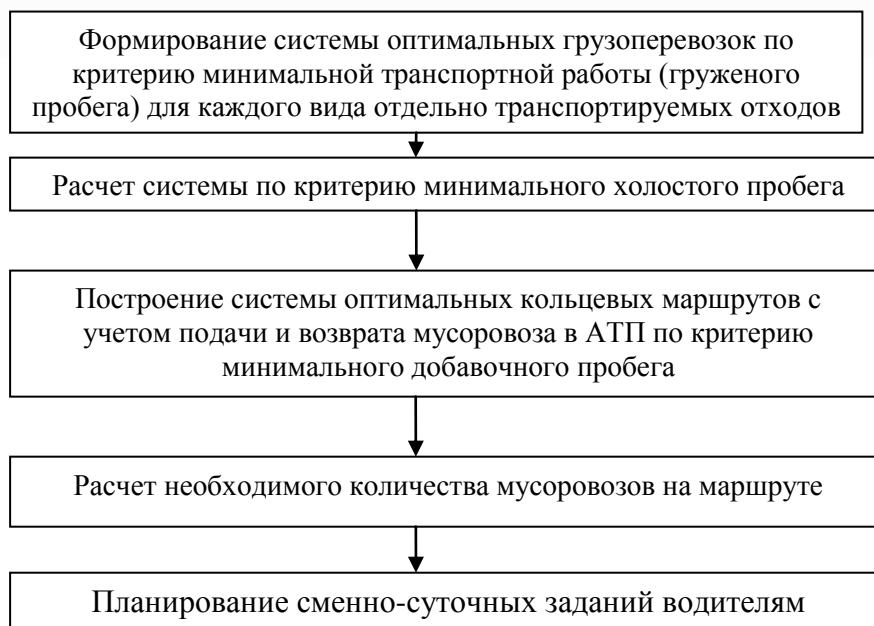 Формирование системы оптимальных грузоперевозок по
критерию минимальной транспортной работы (груженого
пробега) для каждого вида отдельно транспортируемых отходов
Расчет системы по критерию минимального холостого пробега
Построение системы оптимальных кольцевых маршрутов с
учетом подачи и возврата мусоровоза в АТП по критерию
минимального добавочного пробега
Расчет необходимого количества мусоровозов на маршруте
Планирование сменно-суточных заданий водителям